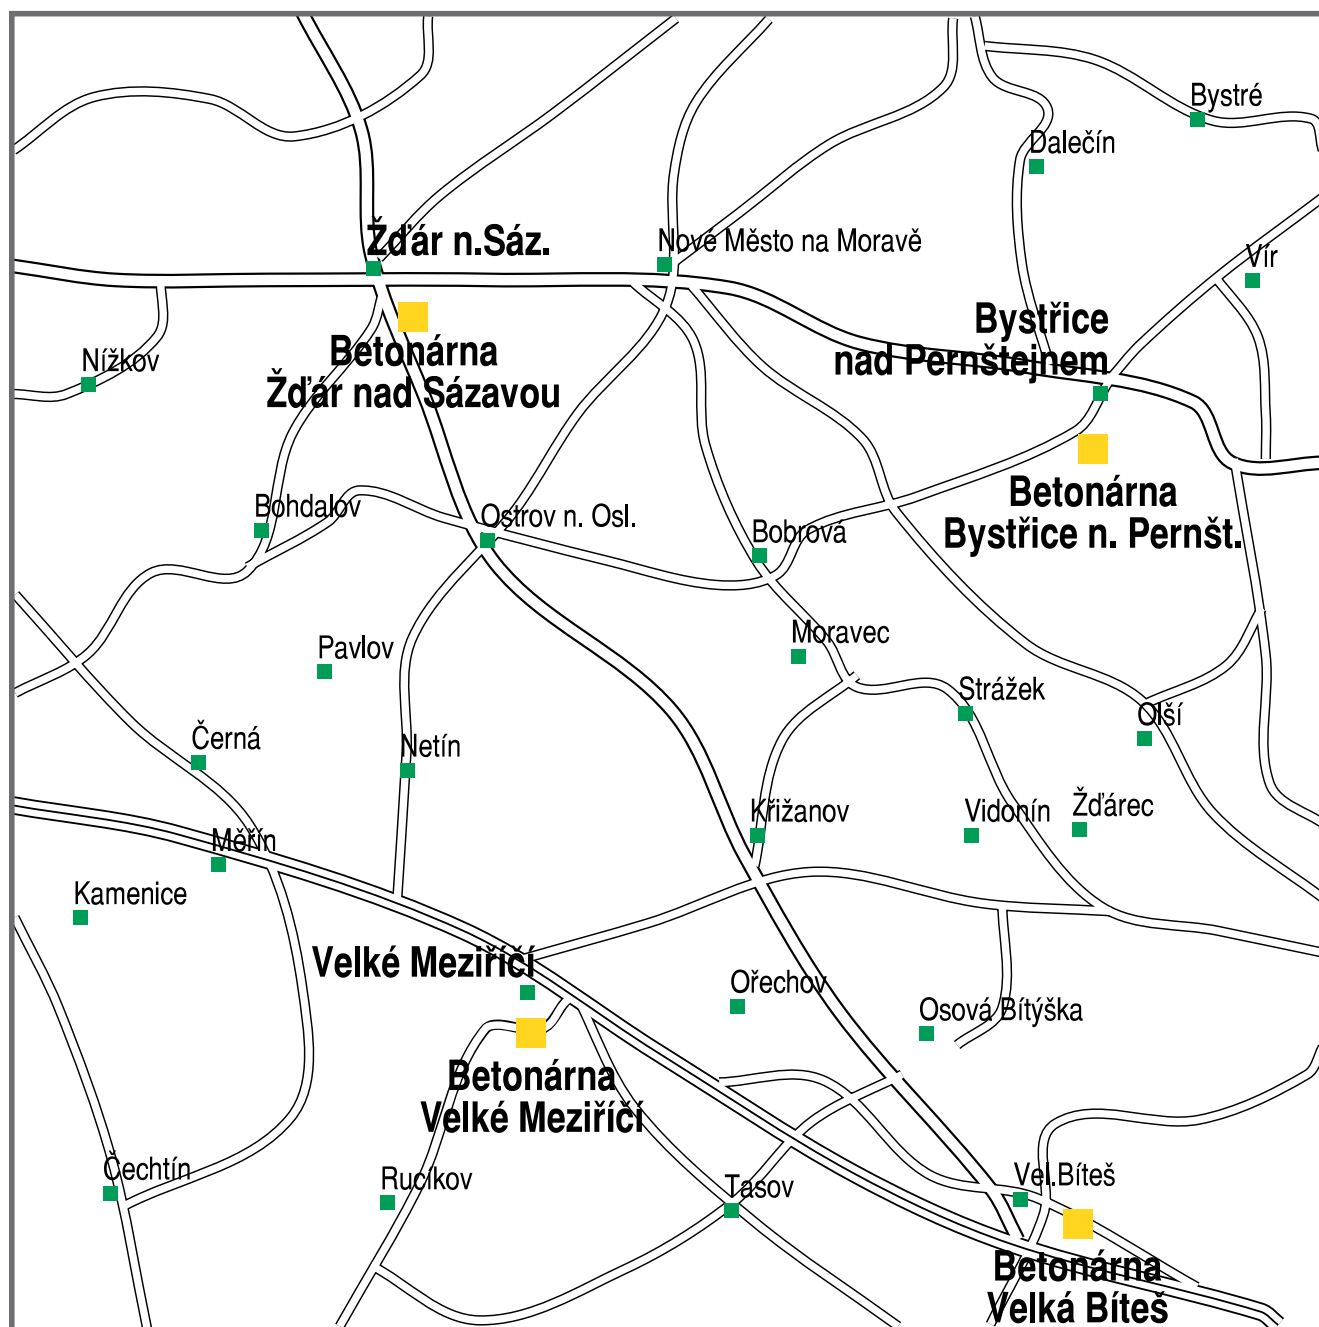 Bystré
Dalečín
Žďár n.Sáz.
Nové Město na Moravě
Vír
Bystřice
nad Pernštejnem
Nížkov
Betonárna
Žďár nad Sázavou
Betonárna
Bystřice n. Pernšt.
Bohdalov
Ostrov n. Osl.
Bobrová
Moravec
Pavlov
Strážek
Olší
Černá
Netín
Křižanov
Vidonín
Žďárec
Měřín
Kamenice
Velké Meziříčí
Ořechov
Osová Bítýška
Betonárna
Velké Meziříčí
Čechtín
Rucíkov
Tasov
Vel.Bíteš
Betonárna
Velká Bíteš